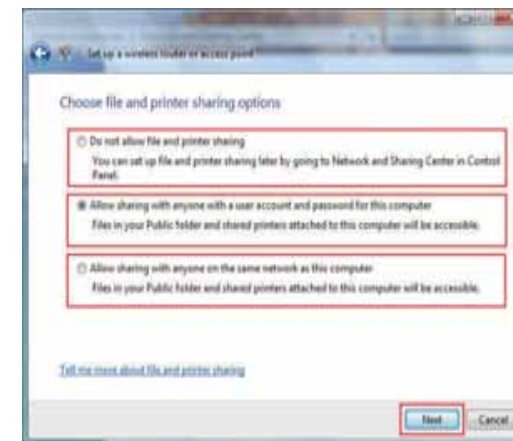 Set up a wireless router or access point
Choose file and printer sharing options
Do not allow file and printer sharing
You can set up file and printer sharing later by going to Network and Sharing Center in Control
Panel.
Allow sharing with anyone with a user account and password for this computer
Files in your Public folder and shared printers attached to this computer will be accessible.
Allow sharing with anyone on the same network as this computer
Files in your Public folder and shared printers attached to this computer will be accessible.
Tell me more about file and printer sharing
Next
Cancel